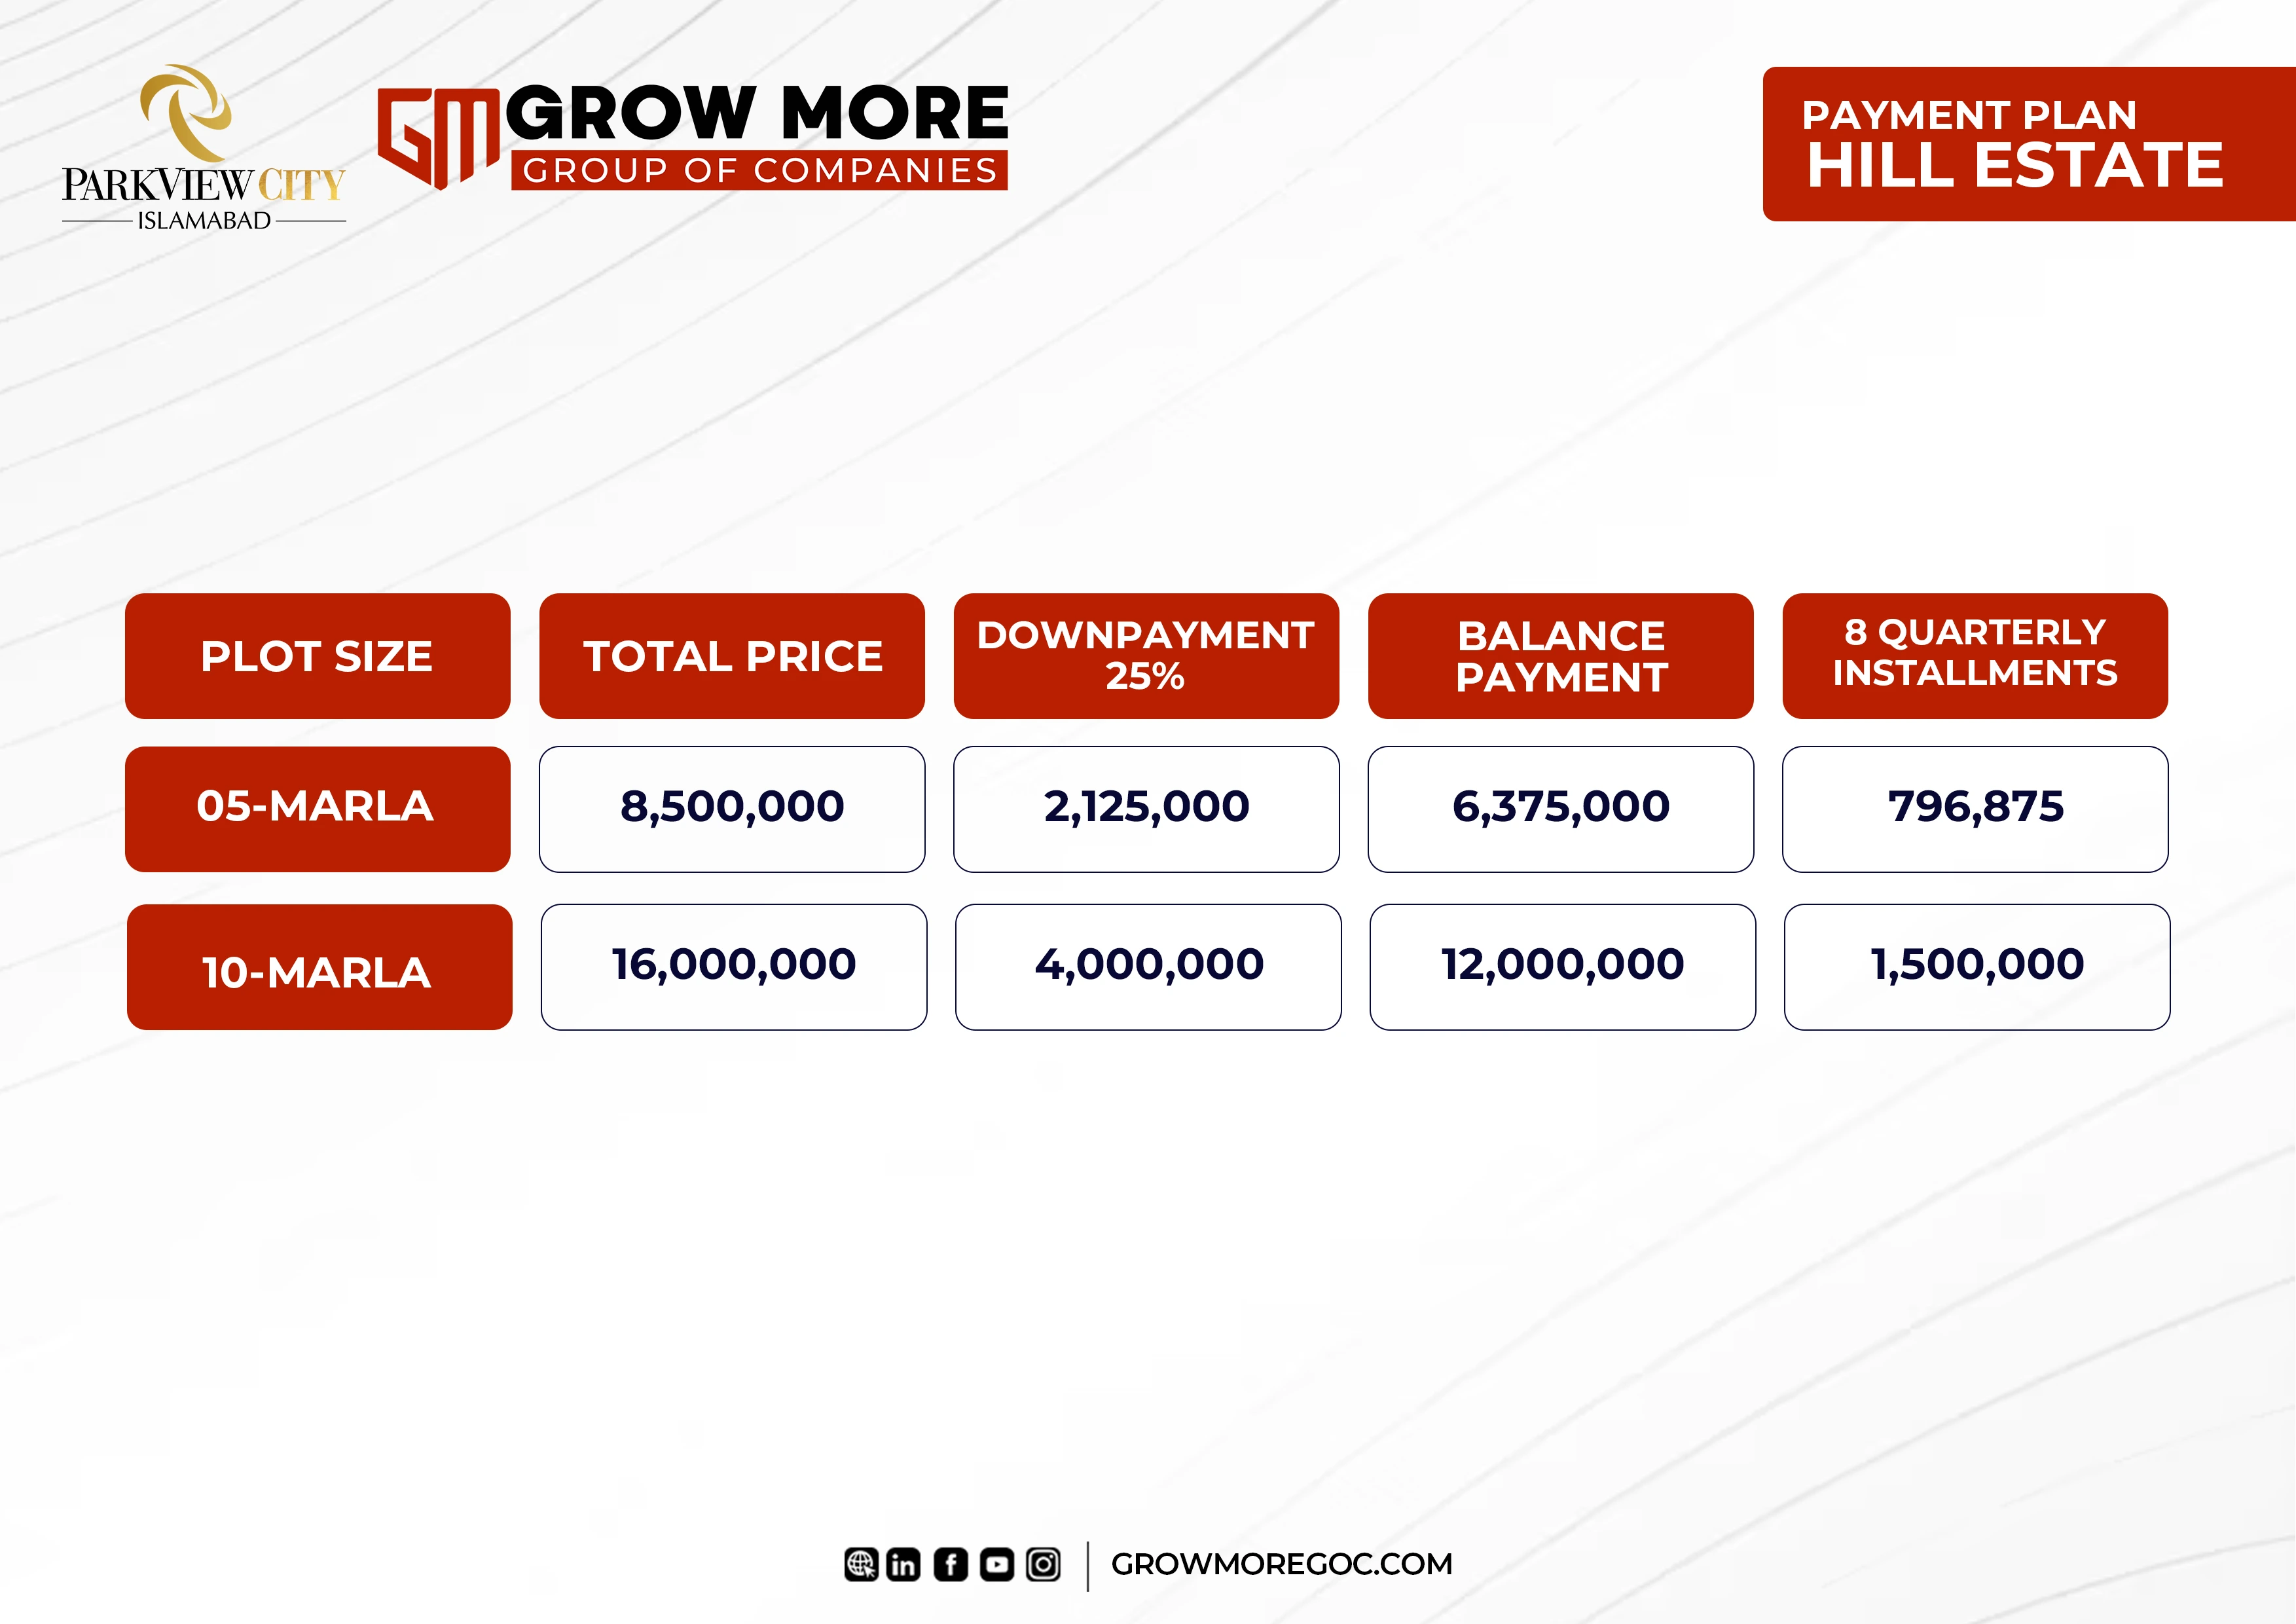 PARKVIEW CITY
ISLAMABAD
GM GROW MORE
GROUP OF COMPANIES
PAYMENT PLAN
HILL ESTATE
PLOT SIZE
TOTAL PRICE
DOWNPAYMENT
25%
BALANCE
PAYMENT
8 QUARTERLY
INSTALLMENTS
05-MARLA
8,500,000
2,125,000
6,375,000
796,875
10-MARLA
16,000,000
4,000,000
12,000,000
1,500,000
GROWMOREGOC.COM